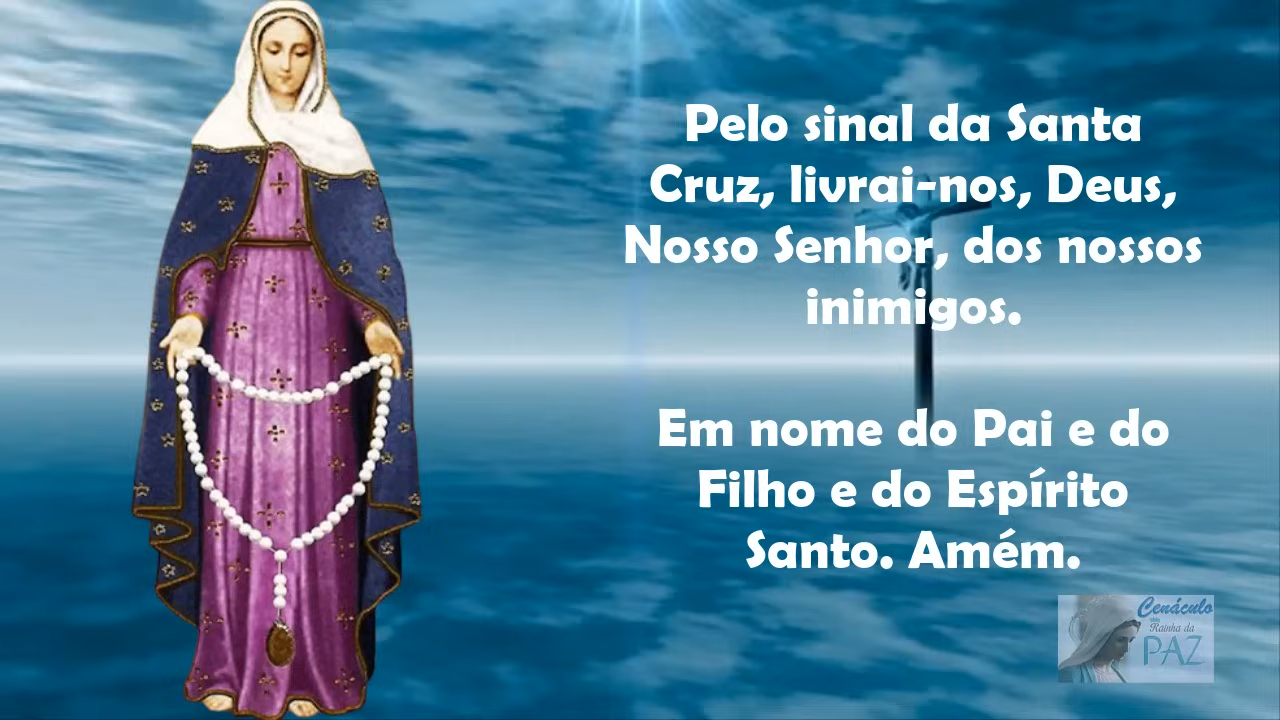 Pelo sinal da Santa
Cruz, livrai-nos, Deus,
Nosso Senhor, dos nossos
inimigos.
Em nome do Pai e do
Filho e do Espírito
Santo. Amém.
Cenáculo
Rainha da
PAZ